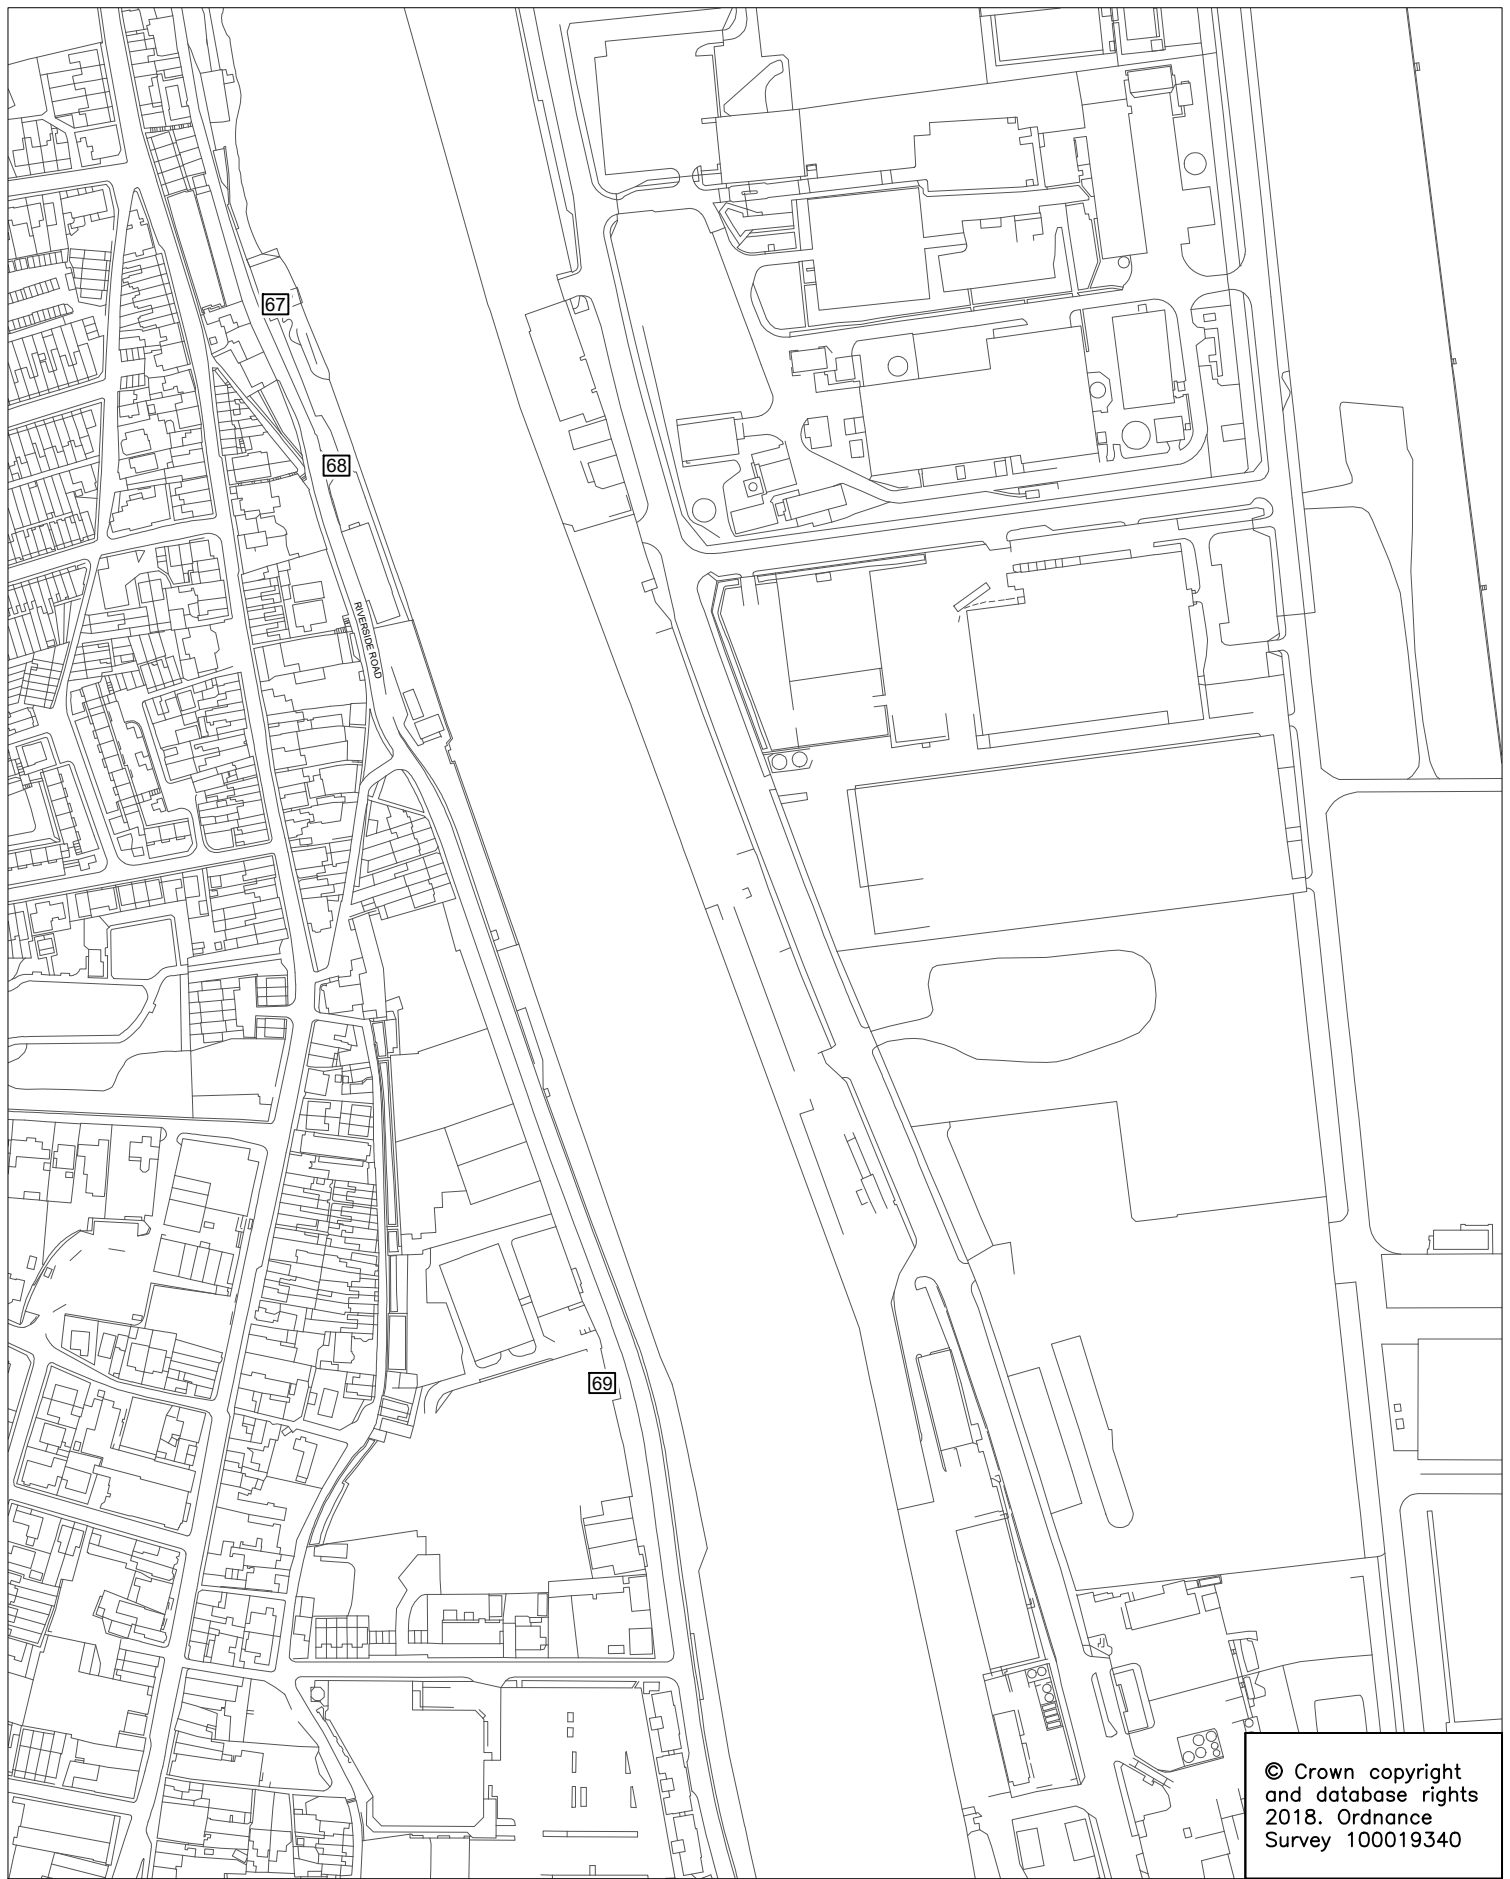 67
68
RIVERSIDE ROAD
69
© Crown copyright
and database rights
2018. Ordnance
Survey 100019340